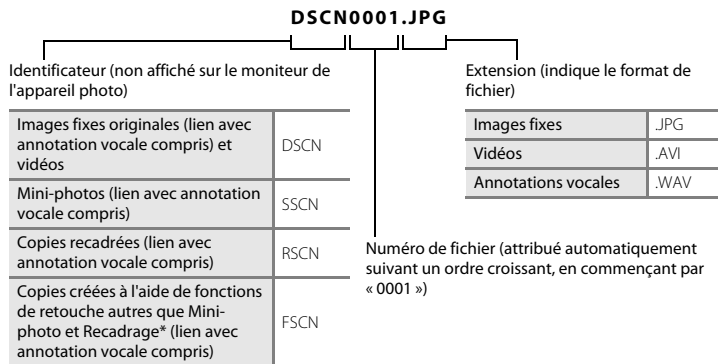 DSCN0001.JPG
Identificateur (non affiché sur le moniteur de
l'appareil photo)
Images fixes originales (lien avec
annotation vocale compris) et
vidéos
DSCN
Mini-photos (lien avec annotation
vocale compris)
SSCN
Copies recadrées (lien avec
annotation vocale compris)
RSCN
Copies créées à l'aide de fonctions
de retouche autres que Mini-
photo et Recadrage* (lien avec
annotation vocale compris)
FSCN
Extension (indique le format de
fichier)
Images fixes .JPG
Vidéos .AVI
Annotations vocales .WAV
Numéro de fichier (attribué automatiquement
suivant un ordre croissant, en commençant par
« 0001 »)